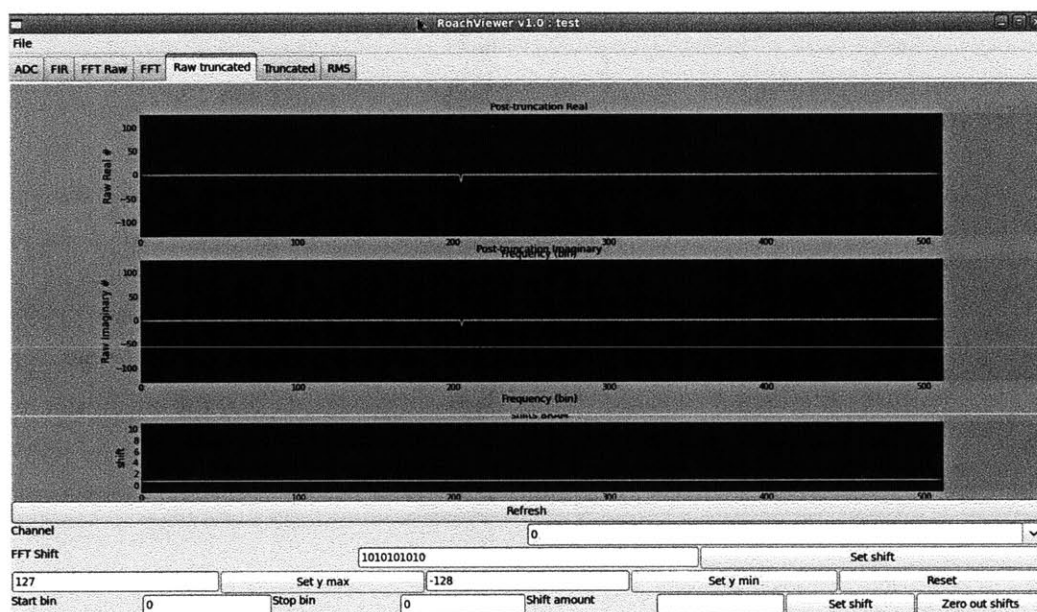 RoachViewer v1.0 : test
File
ADC FIR FFT Raw FFT Raw truncated Truncated RMS
Post-truncation Real
Raw Real #
100
50
0
−50
−100
0 100 200 300 400 500
Frequency (bin)
Post-truncation Imaginary
Raw Imaginary #
100
50
0
−50
−100
0 100 200 300 400 500
Frequency (bin)
shift
10
8
6
4
2
0
0 100 200 300 400 500
Refresh
Channel 0
FFT Shift 1010101010 Set shift
127 Set y max -128 Set y min Reset
Start bin 0 Stop bin 0 Shift amount Set shift Zero out shifts